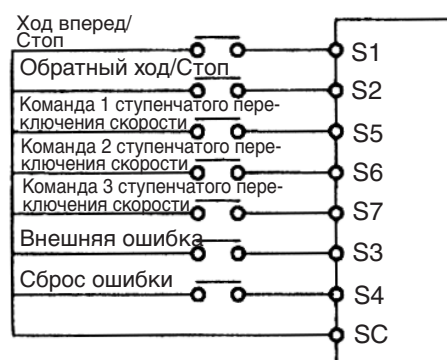 Ход вперед/
Стоп
S1
Обратный ход/Стоп
S2
Команда 1 ступенчатого пере-
ключения скорости
S5
Команда 2 ступенчатого пере-
ключения скорости
S6
Команда 3 ступенчатого пере-
ключения скорости
S7
Внешняя ошибка
S3
Сброс ошибки
S4
SC